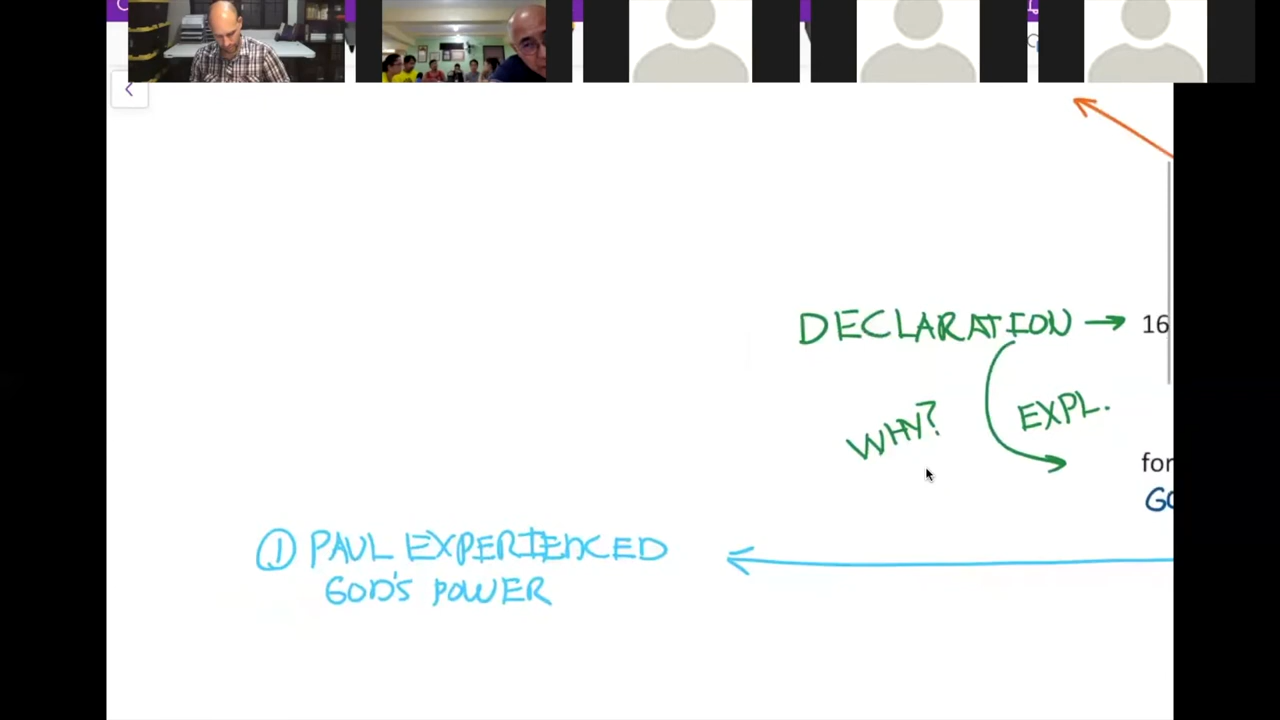 DECLARATION → 16
WHY?
EXPL.
for
① PAUL EXPERIENCED
GOD'S POWER